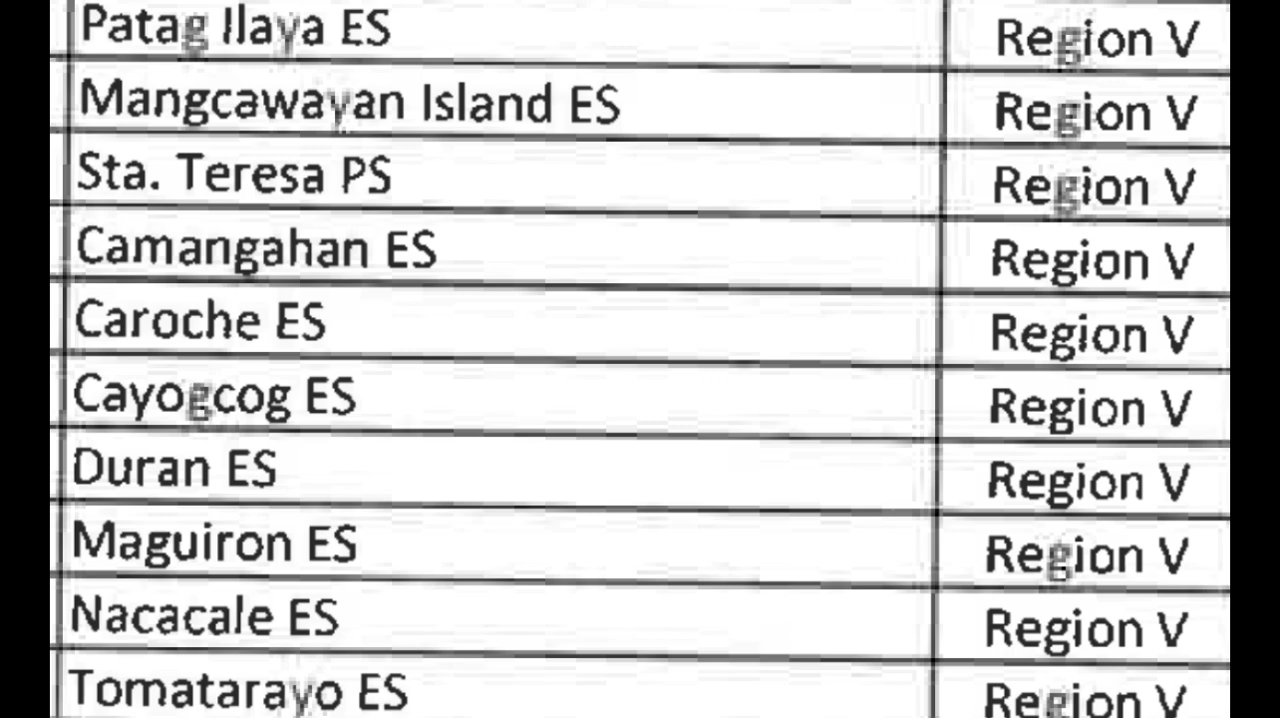 Patag Ilaya ES Region V
Mangcawayan Island ES Region V
Sta. Teresa PS Region V
Camangahan ES Region V
Caroche ES Region V
Cayogcog ES Region V
Duran ES Region V
Maguiron ES Region V
Nacacale ES Region V
Tomatarayo ES Region V